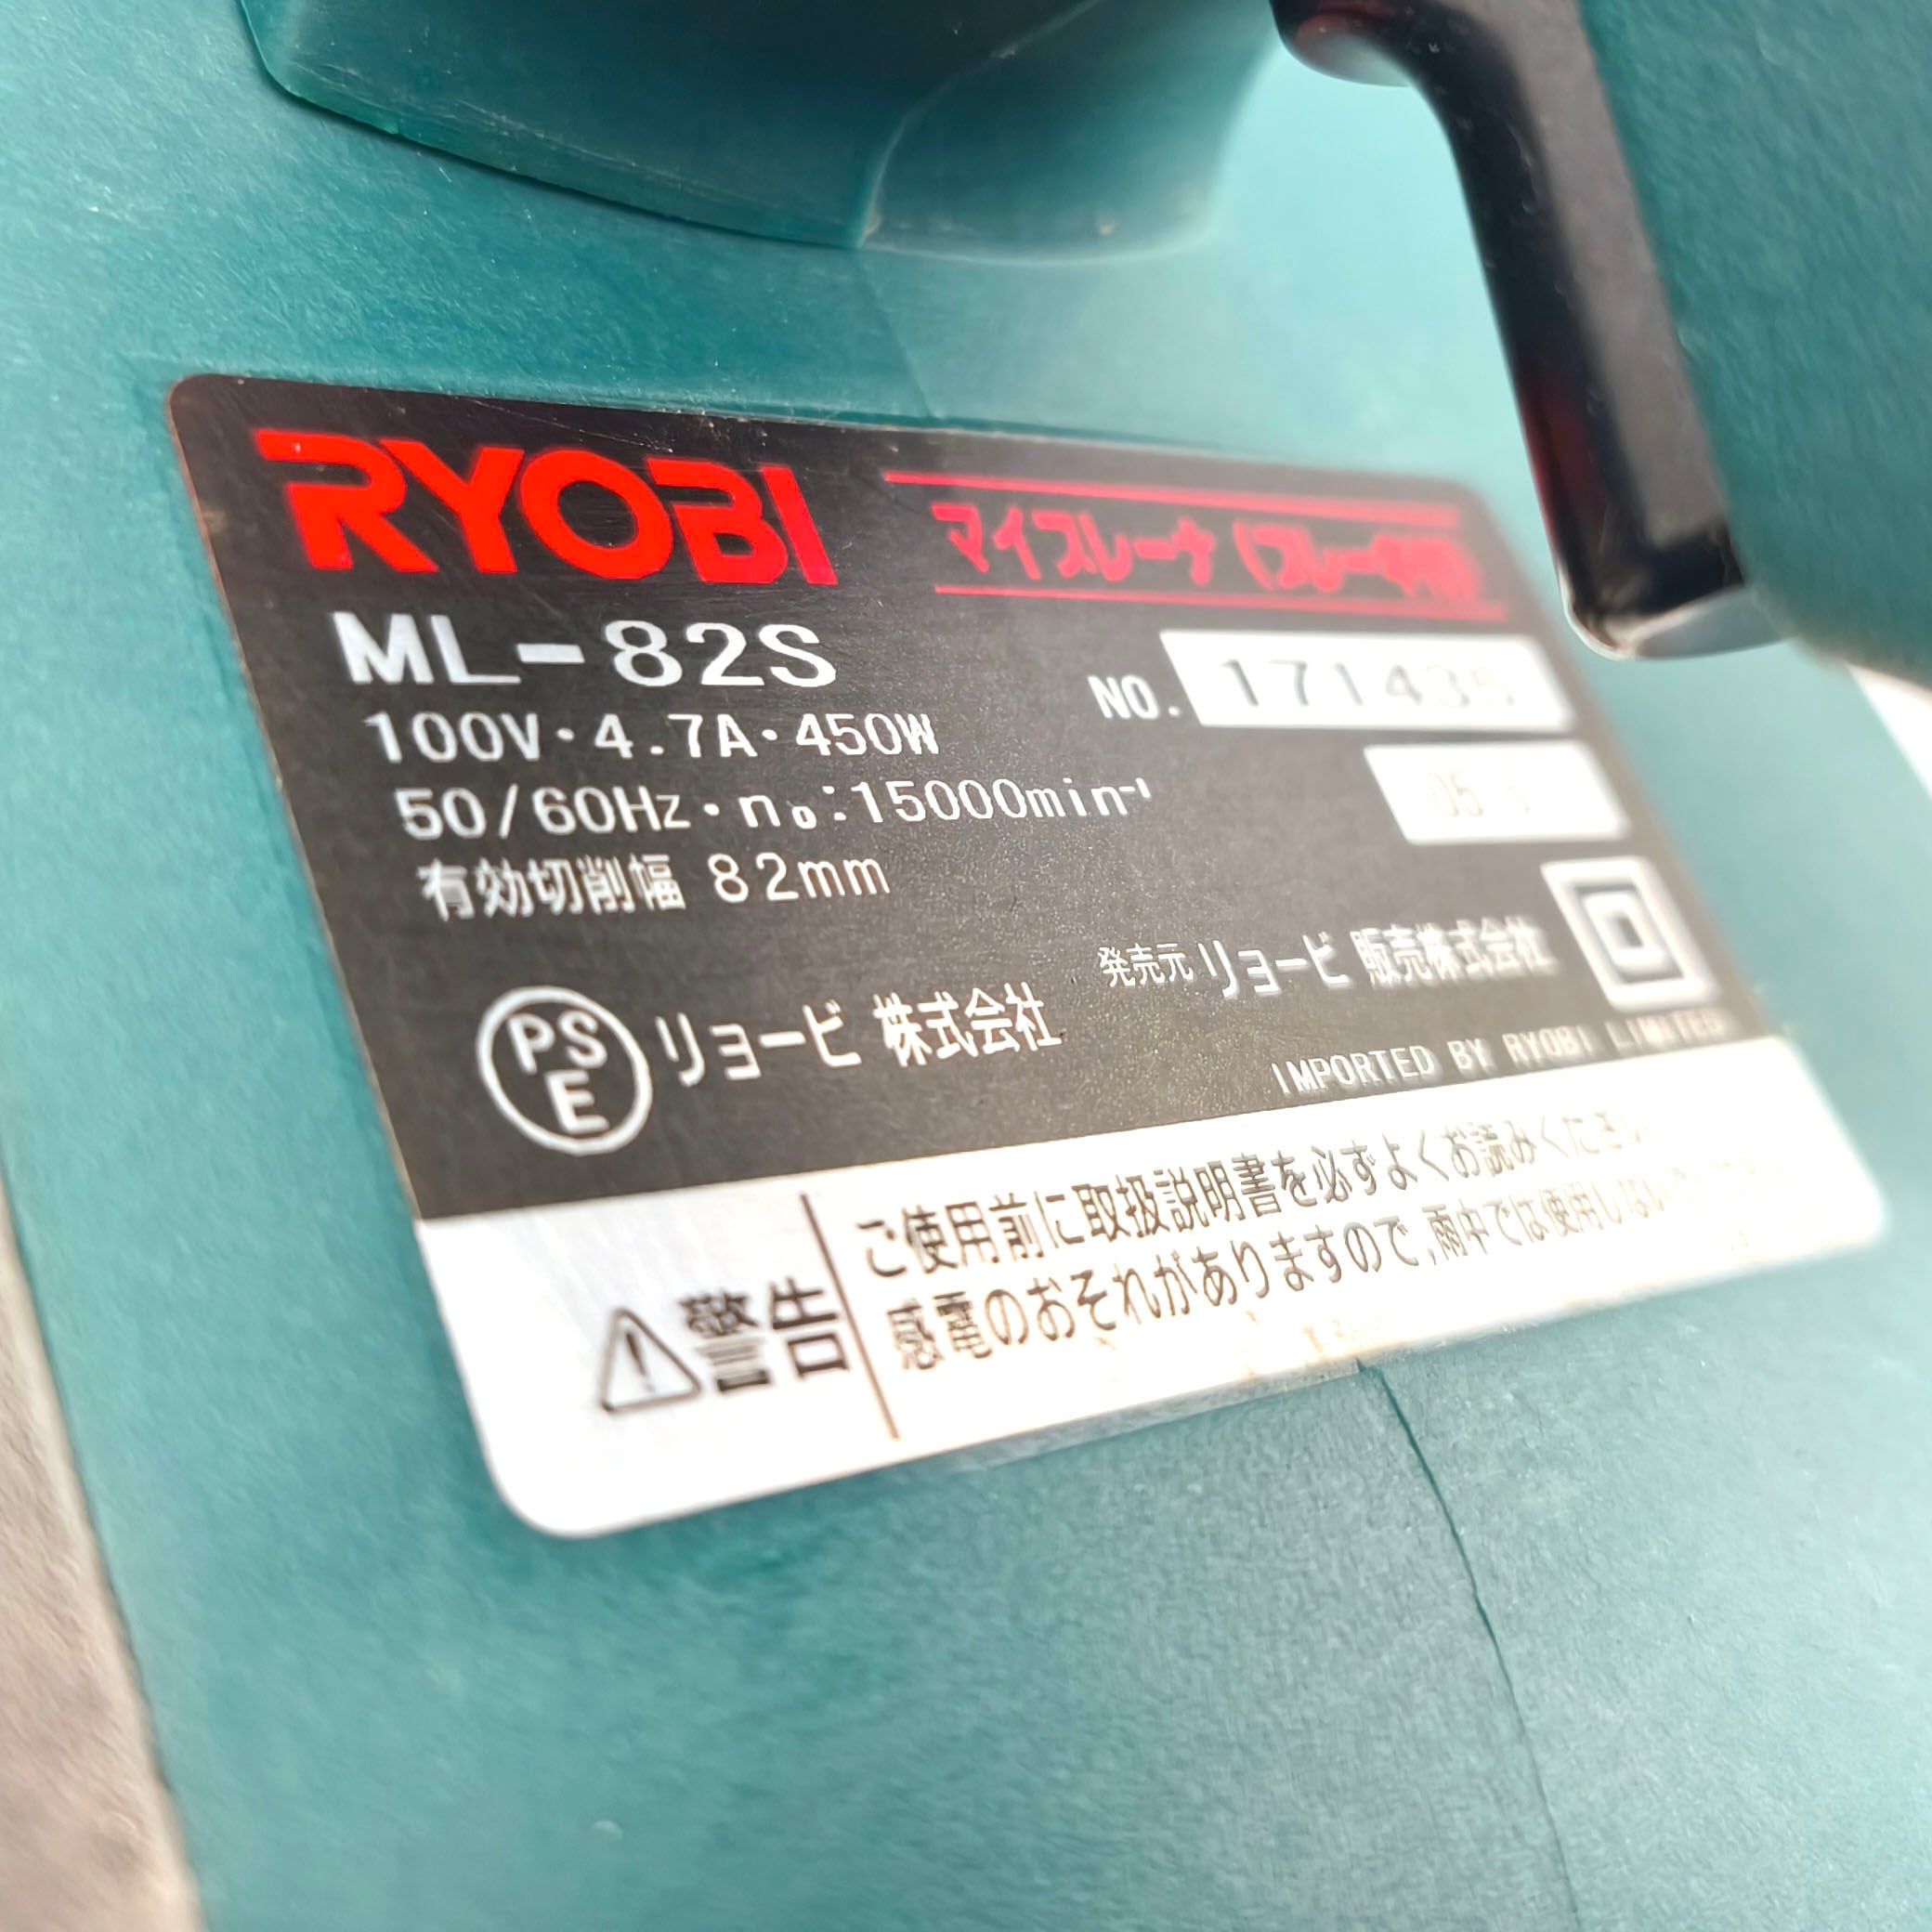 RYOBI
マイプレーナ
ML-82S
NO. 171435
100V・4.7A・450W
50/60Hz・n₀:15000min⁻¹
05
有効切削幅 82mm
発売元 リョービ 販売株式会社
PSE リョービ 株式会社
IMPORTED BY RYOBI LIMITED
警告
ご使用前に取扱説明書を必ずよくお読みください
感電のおそれがありますので,雨中では使用しない